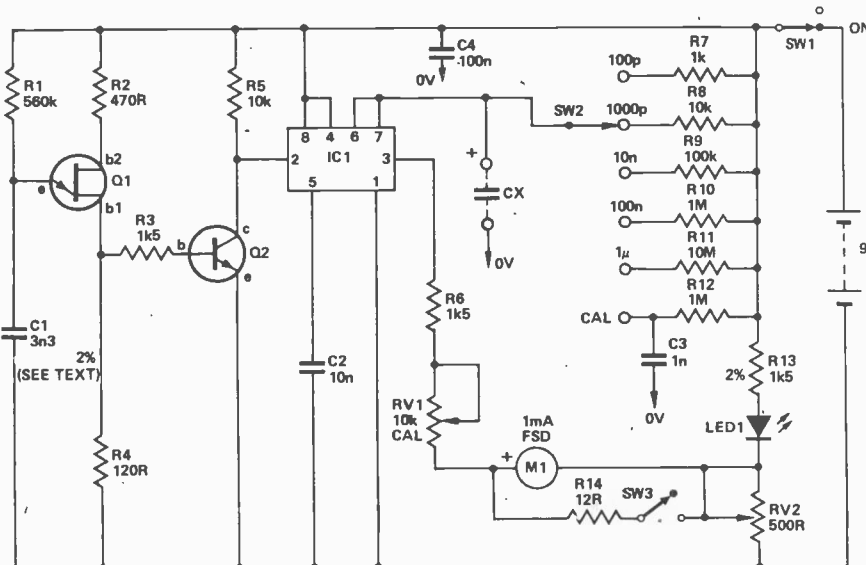 R1
560k
R2
470R
R5
10k
C4
100n
0V
R7
1k
100p
SW1
ON
R8
10k
1000p
SW2
8
4
6
7
IC1
2
3
5
1
R9
100k
10n
R10
1M
100n
R11
10M
1µ
R12
1M
CAL
b2
Q1
e
b1
R3
1k5
b
c
Q2
e
+
CX
0V
9
C1
3n3
2%
(SEE TEXT)
C2
10n
R6
1k5
C3
1n
0V
2%
R13
1k5
RV1
10k
CAL
1mA
FSD
+
M1
LED1
R4
120R
R14
12R
SW3
RV2
500R